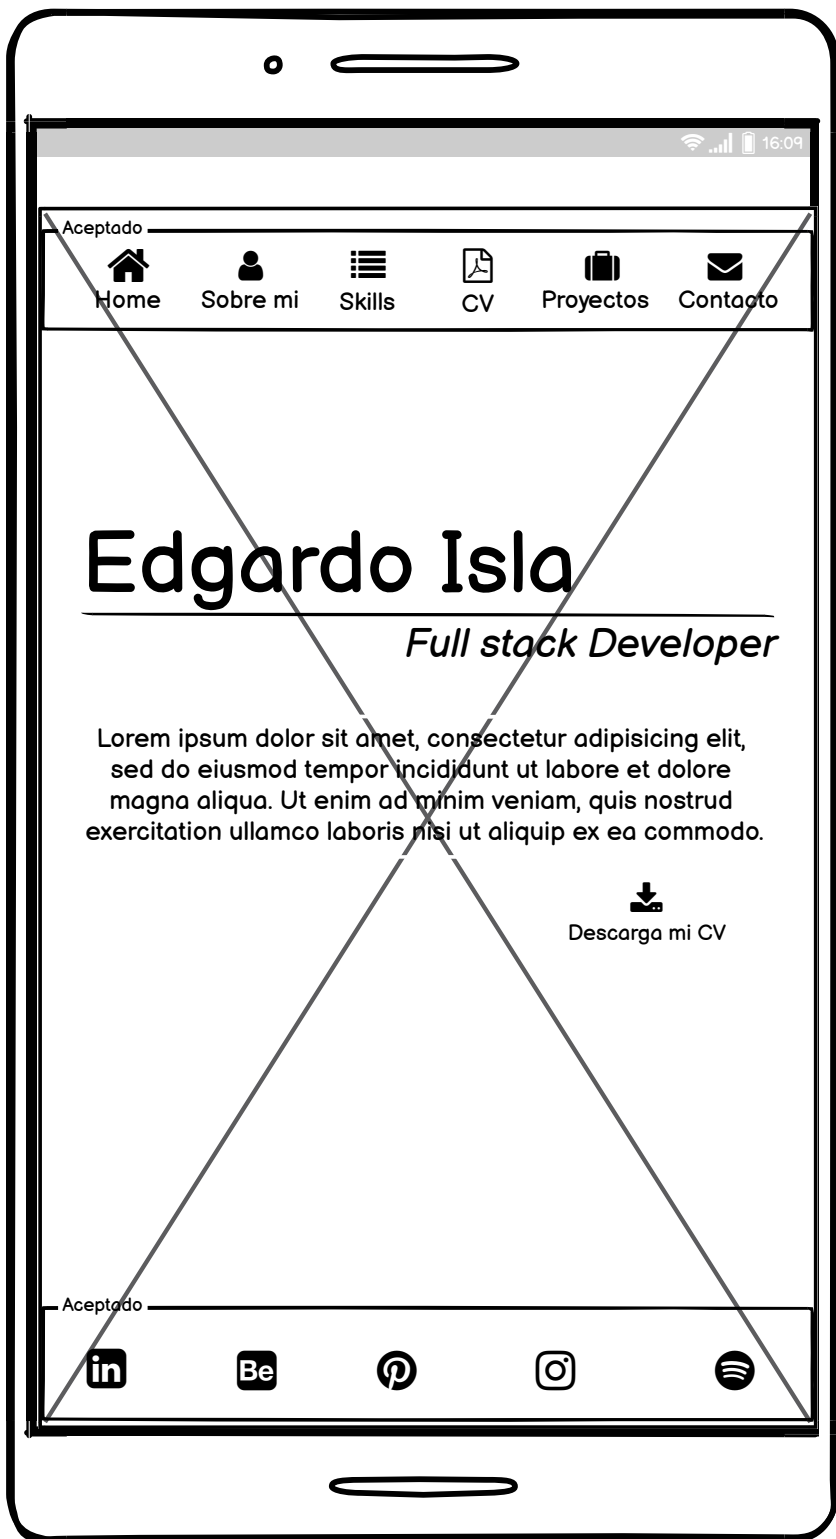 16:09
Aceptado
Home Sobre mi Skills CV Proyectos Contacto
Edgardo Isla
Full stack Developer
Lorem ipsum dolor sit amet, consectetur adipisicing elit,
sed do eiusmod tempor incididunt ut labore et dolore
magna aliqua. Ut enim ad minim veniam, quis nostrud
exercitation ullamco laboris nisi ut aliquip ex ea commodo.
Descarga mi CV
Aceptado
in Be